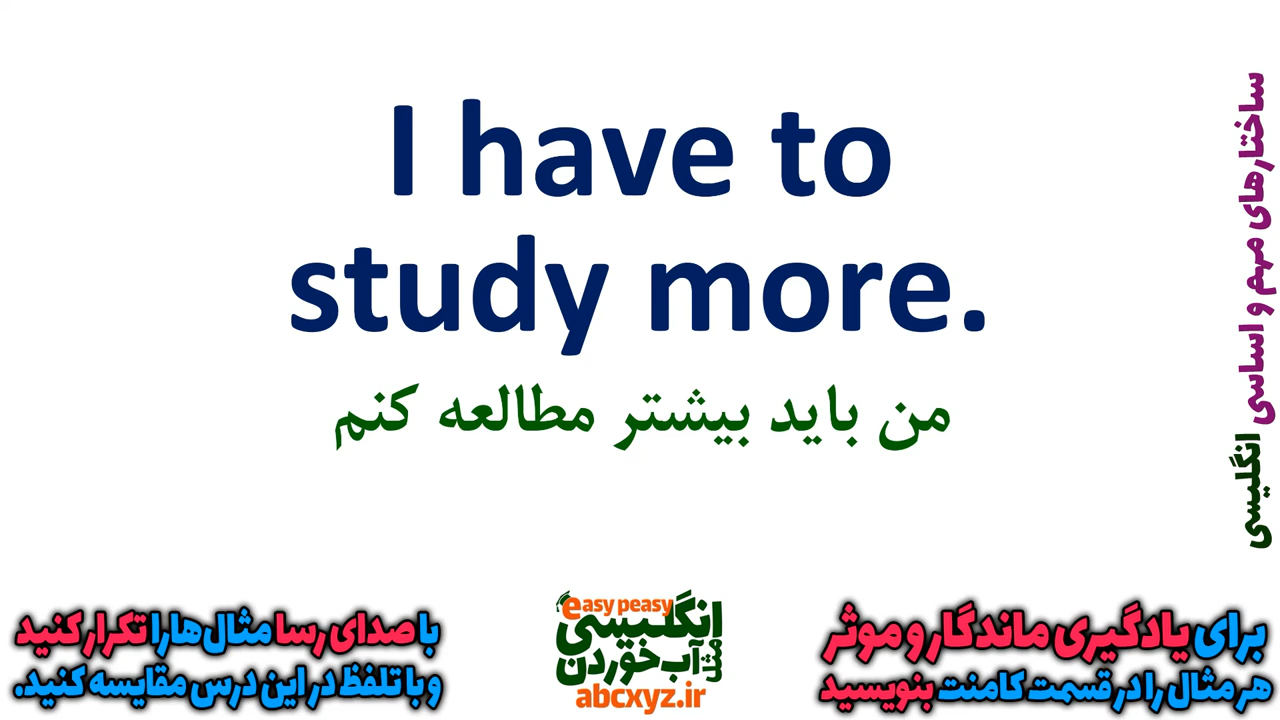 I have to
study more.
من باید بیشتر مطالعه کنم
ساختارهای مهم و اساسی انگلیسی
برای یادگیری ماندگار و موثر
هر مثال را در قسمت کامنت بنویسید
easy peasy
انگلیسی
مثل آب خوردن
abcxyz.ir
با صدای رسا مثال‌ها را تکرار کنید
و با تلفظ در این درس مقایسه کنید.